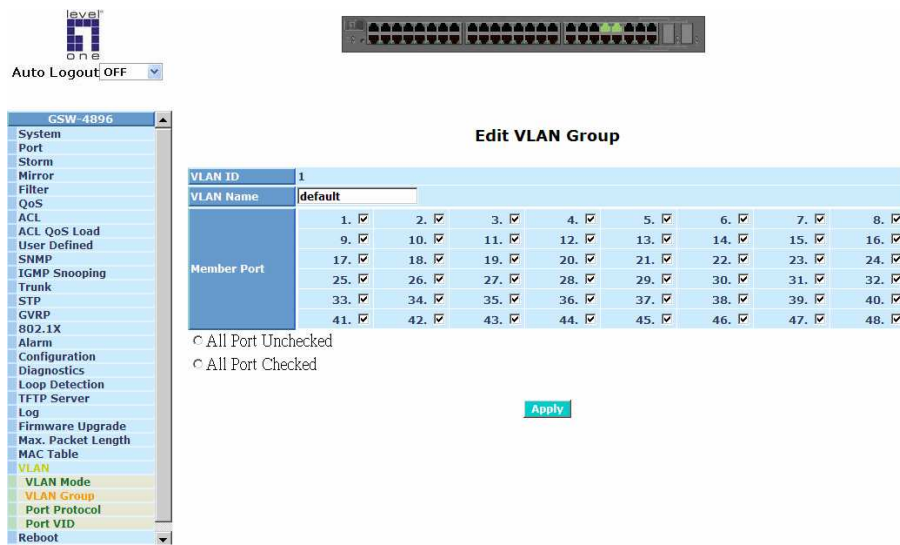 level
one
Auto Logout OFF
GSW-4896
System
Port
Storm
Mirror
Filter
QoS
ACL
ACL QoS Load
User Defined
SNMP
IGMP Snooping
Trunk
STP
GVRP
802.1X
Alarm
Configuration
Diagnostics
Loop Detection
TFTP Server
Log
Firmware Upgrade
Max. Packet Length
MAC Table
VLAN
VLAN Mode
VLAN Group
Port Protocol
Port VID
Reboot
Edit VLAN Group
VLAN ID 1
VLAN Name default
Member Port
1. 2. 3. 4. 5. 6. 7. 8.
9. 10. 11. 12. 13. 14. 15. 16.
17. 18. 19. 20. 21. 22. 23. 24.
25. 26. 27. 28. 29. 30. 31. 32.
33. 34. 35. 36. 37. 38. 39. 40.
41. 42. 43. 44. 45. 46. 47. 48.
All Port Unchecked
All Port Checked
Apply